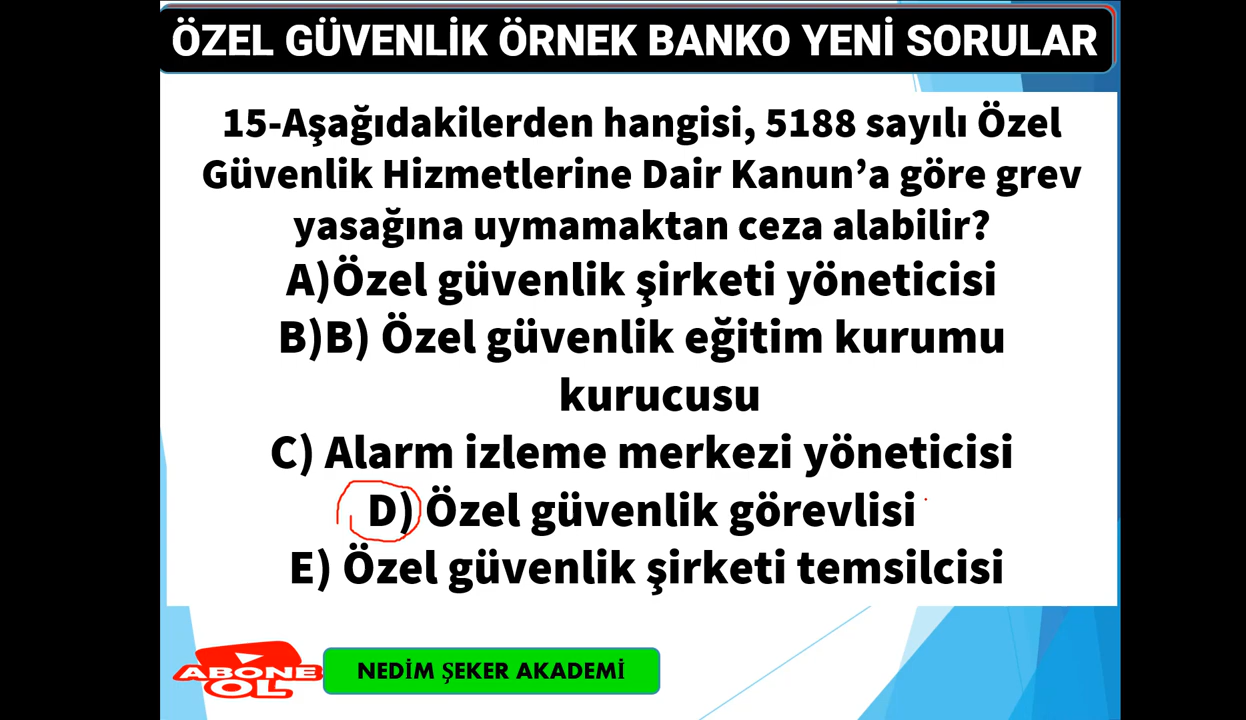 ÖZEL GÜVENLİK ÖRNEK BANKO YENİ SORULAR
15-Aşağıdakilerden hangisi, 5188 sayılı Özel
Güvenlik Hizmetlerine Dair Kanun’a göre grev
yasağına uymamaktan ceza alabilir?
A)Özel güvenlik şirketi yöneticisi
B)B) Özel güvenlik eğitim kurumu
kurucusu
C) Alarm izleme merkezi yöneticisi
D) Özel güvenlik görevlisi
E) Özel güvenlik şirketi temsilcisi
ABONE
OL
NEDİM ŞEKER AKADEMİ